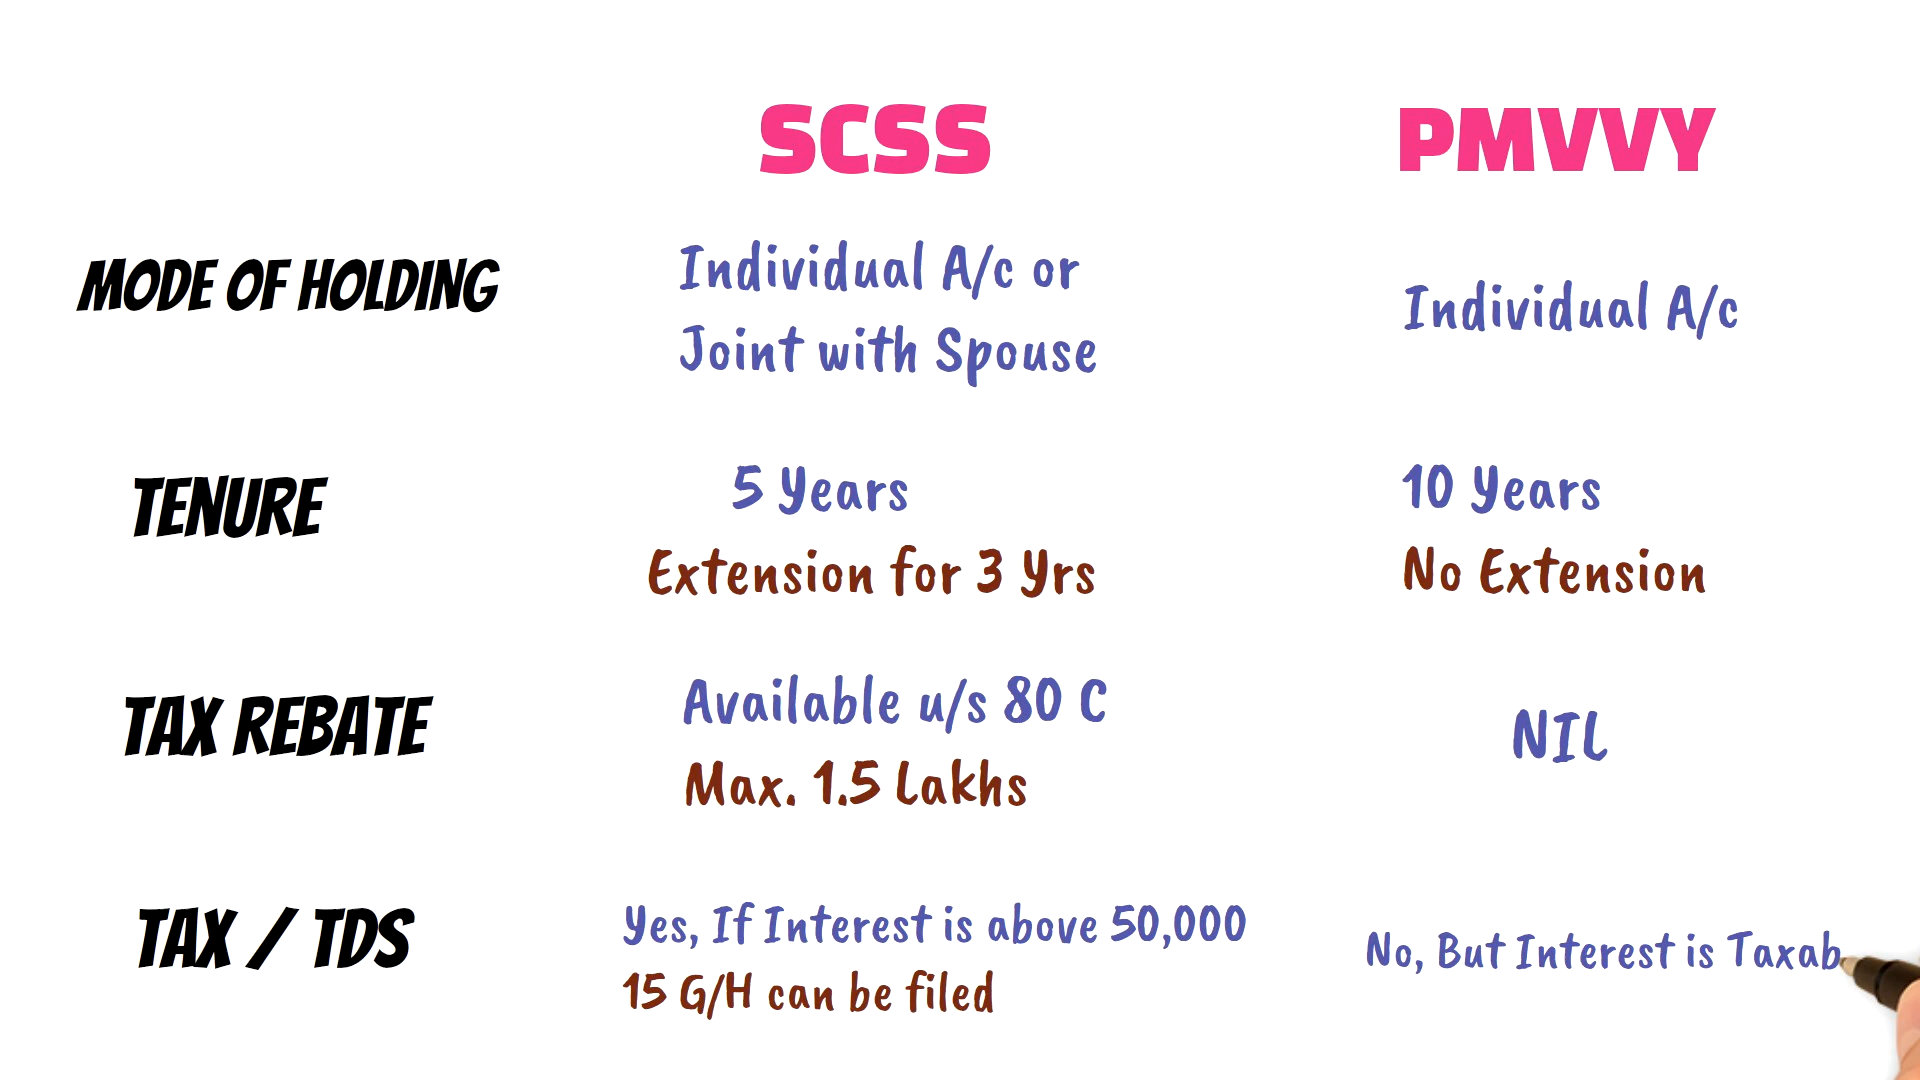 SCSS PMVVY
MODE OF HOLDING
Individual A/c or
Joint with Spouse
Individual A/c
TENURE
5 Years
Extension for 3 Yrs
10 Years
No Extension
TAX REBATE
Available u/s 80 C
Max. 1.5 Lakhs
NIL
TAX / TDS
Yes, If Interest is above 50,000
15 G/H can be filed
No, But Interest is Taxab